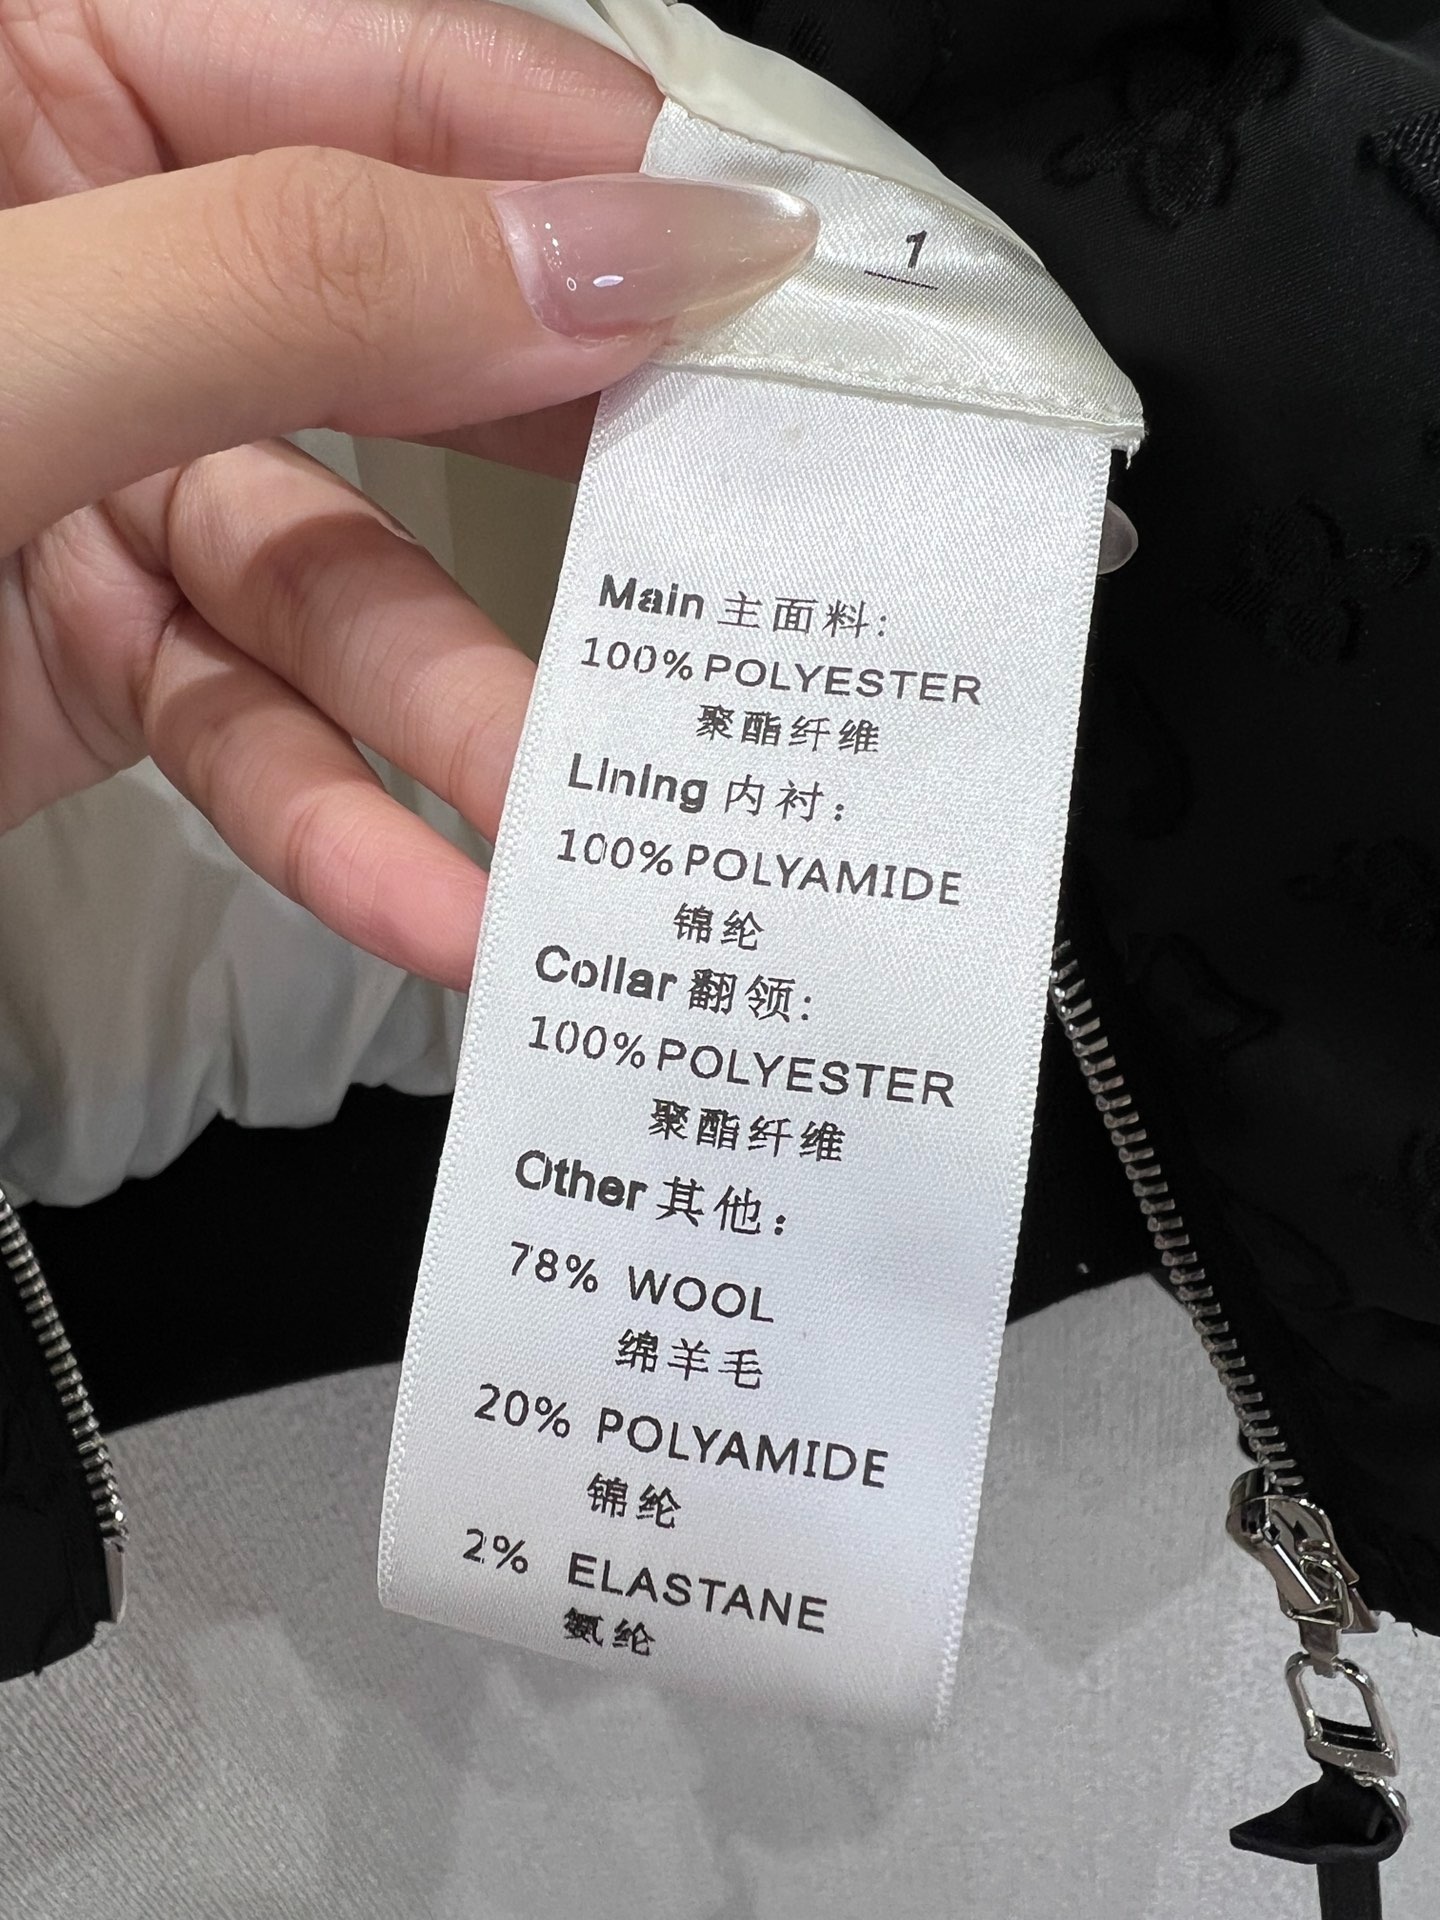 1
Main 主面料:
100% POLYESTER
聚酯纤维
Lining 内衬：
100% POLYAMIDE
锦纶
Collar 翻领:
100% POLYESTER
聚酯纤维
Other 其他：
78% WOOL
绵羊毛
20% POLYAMIDE
锦纶
2% ELASTANE
氨纶